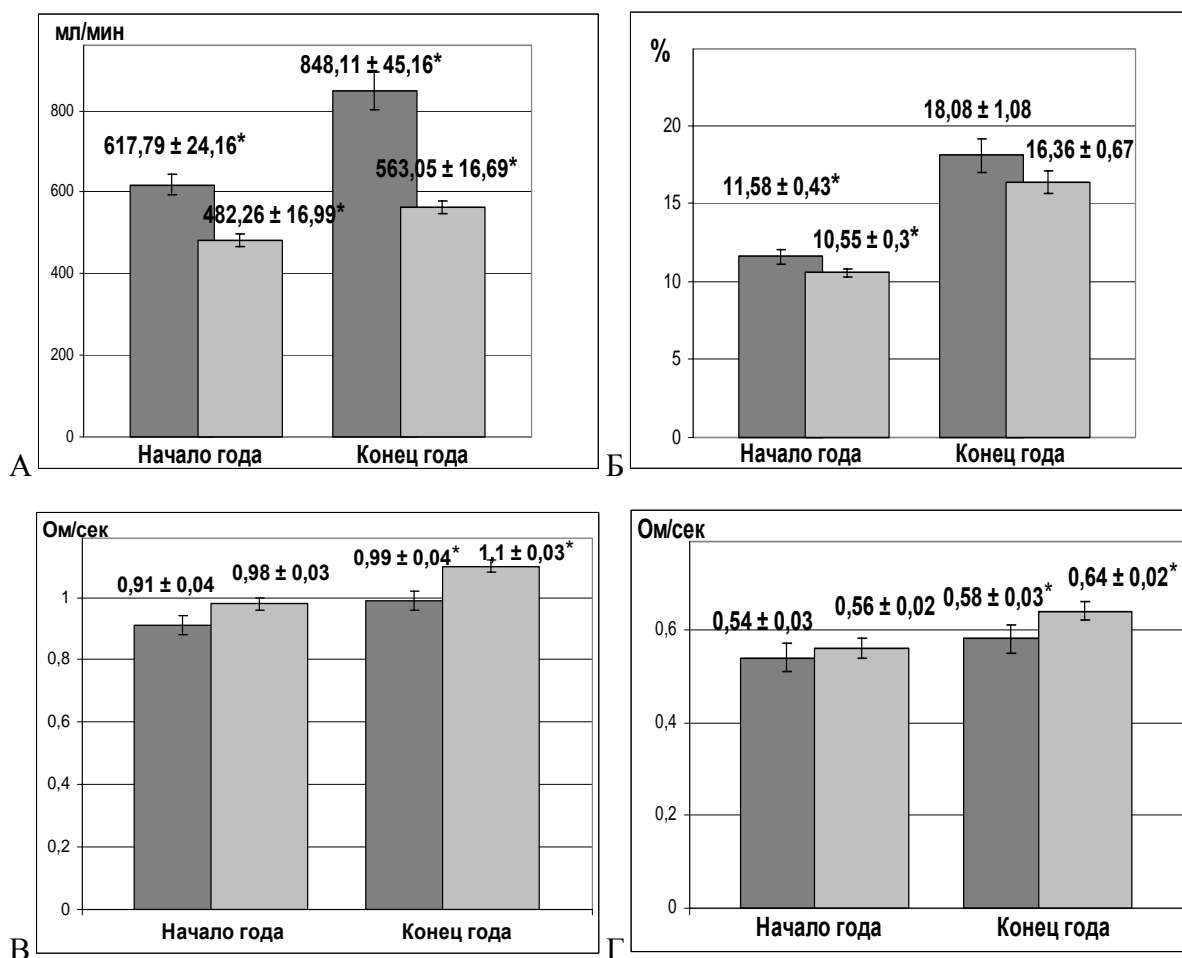 мл/мин
848,11 ± 45,16*
800
617,79 ± 24,16*
563,05 ± 16,69*
600
482,26 ± 16,99*
400
200
0
Начало года Конец года
А
%
18,08 ± 1,08
20
16,36 ± 0,67
11,58 ± 0,43*
15
10,55 ± 0,3*
10
5
0
Начало года Конец года
Б
Ом/сек
0,91 ± 0,04 0,98 ± 0,03 0,99 ± 0,04* 1,1 ± 0,03*
1
0,8
0,6
0,4
0,2
0
Начало года Конец года
В
Ом/сек
0,54 ± 0,03 0,56 ± 0,02 0,58 ± 0,03* 0,64 ± 0,02*
0,6
0,4
0,2
0
Начало года Конец года
Г